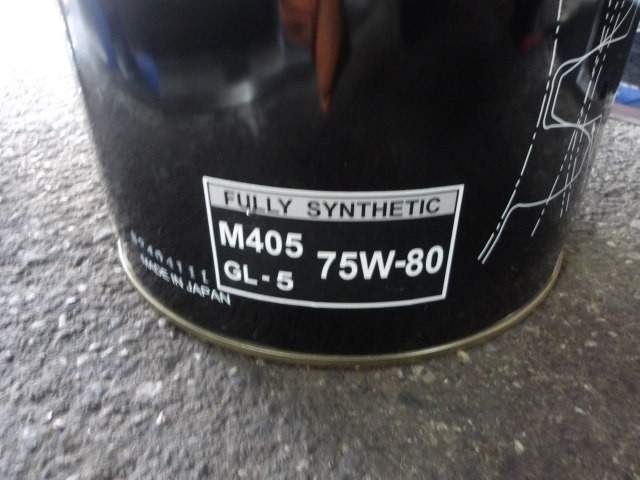 FULLY SYNTHETIC
M405
GL-5
75W-80
MADE IN JAPAN